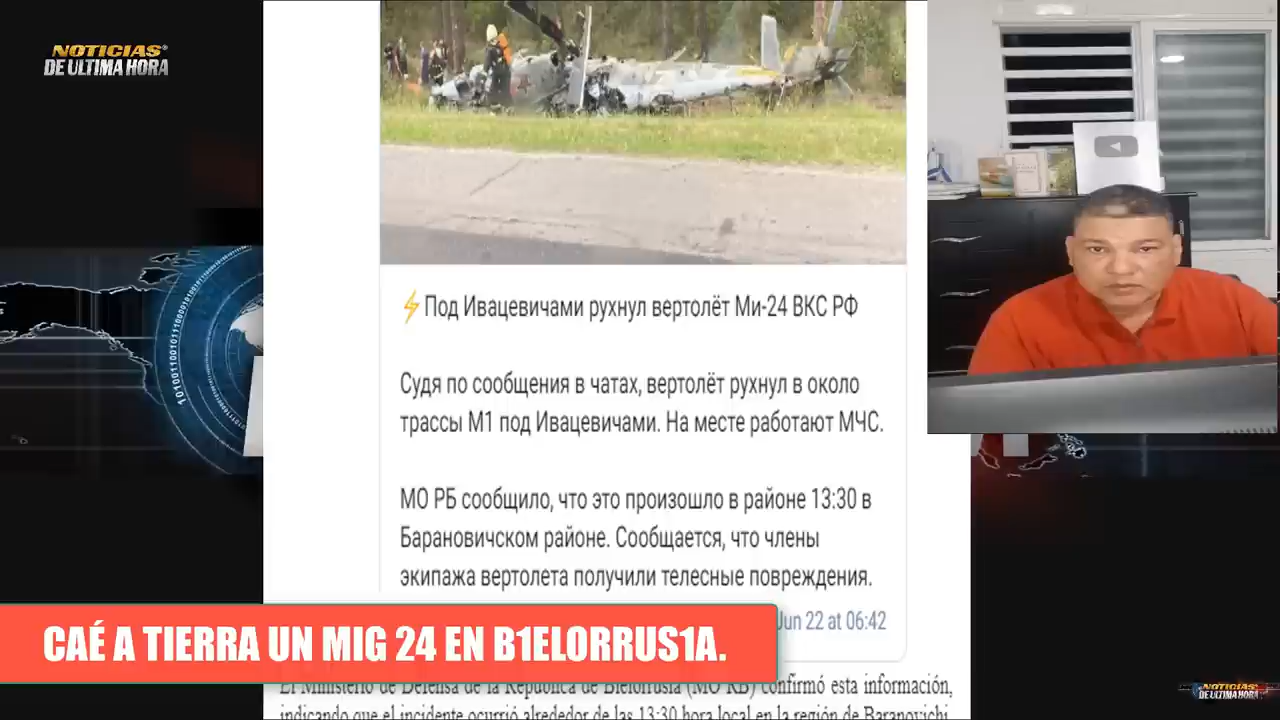 NOTICIAS
DE ULTIMA HORA
⚡Под Ивацевичами рухнул вертолёт Ми-24 ВКС РФ
Судя по сообщения в чатах, вертолёт рухнул в около
трассы М1 под Ивацевичами. На месте работают МЧС.
МО РБ сообщило, что это произошло в районе 13:30 в
Барановичском районе. Сообщается, что члены
экипажа вертолета получили телесные повреждения.
Jun 22 at 06:42
CAÉ A TIERRA UN MIG 24 EN B1ELORRUS1A.
El Ministerio de Defensa de la República de Bielorrusia (MO RB) confirmó esta información,
indicando que el incidente ocurrió alrededor de las 13:30 hora local en la región de Baranovichi
NOTICIAS
DE ULTIMA HORA